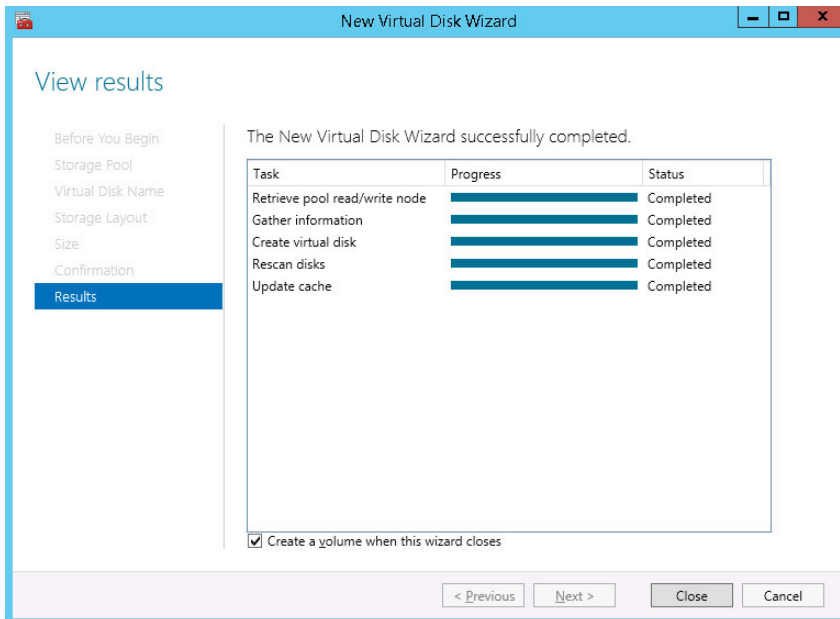 New Virtual Disk Wizard
View results
Before You Begin
Storage Pool
Virtual Disk Name
Storage Layout
Size
Confirmation
Results
The New Virtual Disk Wizard successfully completed.
Task Progress Status
Retrieve pool read/write node Completed
Gather information Completed
Create virtual disk Completed
Rescan disks Completed
Update cache Completed
Create a volume when this wizard closes
< Previous Next > Close Cancel